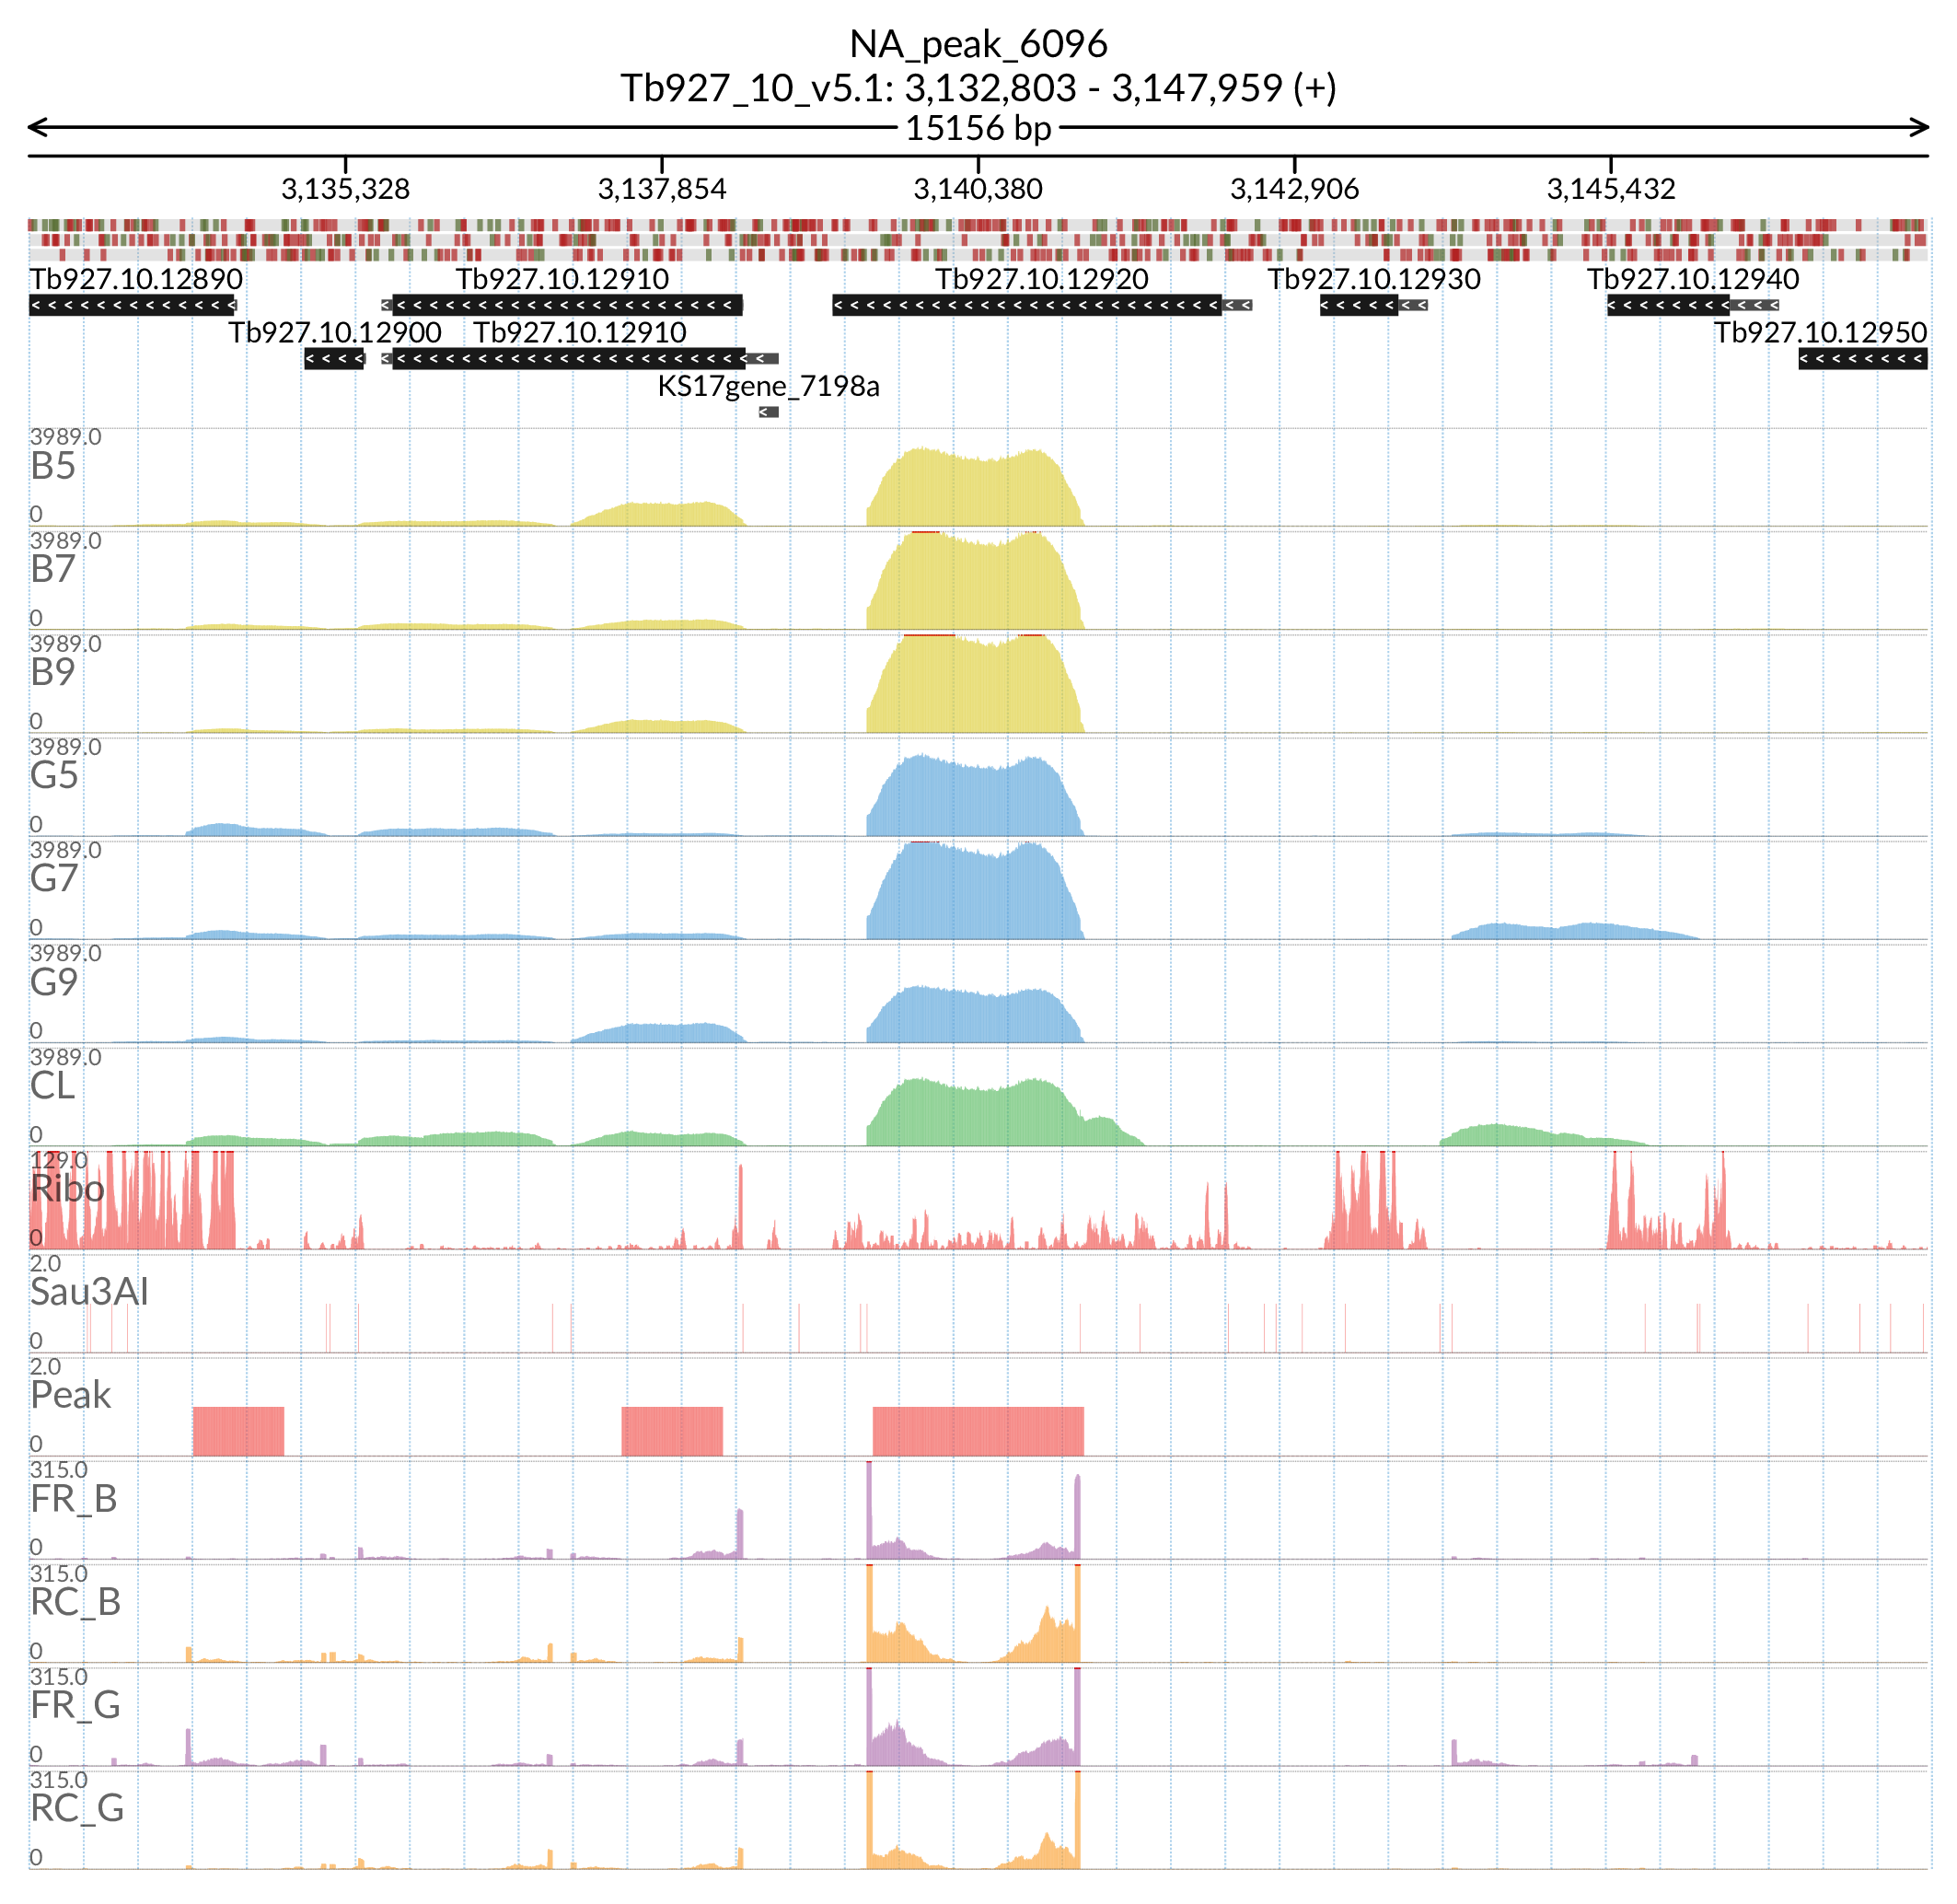 NA_peak_6096
Tb927_10_v5.1: 3,132,803 - 3,147,959 (+)
15156 bp
3,135,328 3,137,854 3,140,380 3,142,906 3,145,432
Tb927.10.12890 Tb927.10.12910 Tb927.10.12920 Tb927.10.12930 Tb927.10.12940
Tb927.10.12900 Tb927.10.12910 Tb927.10.12950
KS17gene_7198a
3989.0
B5
0
3989.0
B7
0
3989.0
B9
0
3989.0
G5
0
3989.0
G7
0
3989.0
G9
0
3989.0
CL
0
129.0
Ribo
0
2.0
Sau3AI
0
2.0
Peak
0
315.0
FR_B
0
315.0
RC_B
0
315.0
FR_G
0
315.0
RC_G
0